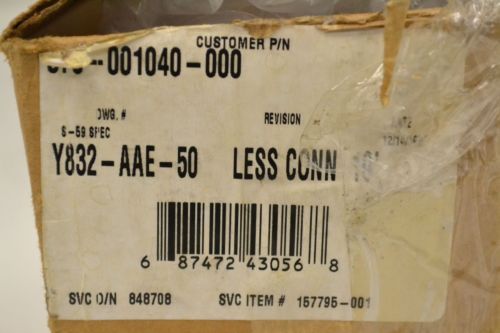 CUSTOMER P/N
-001040-000
DWG. # REVISION
S-59 SPEC
Y832-AAE-50 LESS CONN 10'
6 87472 43056 8
SVC O/N 848708 SVC ITEM # 157795-001